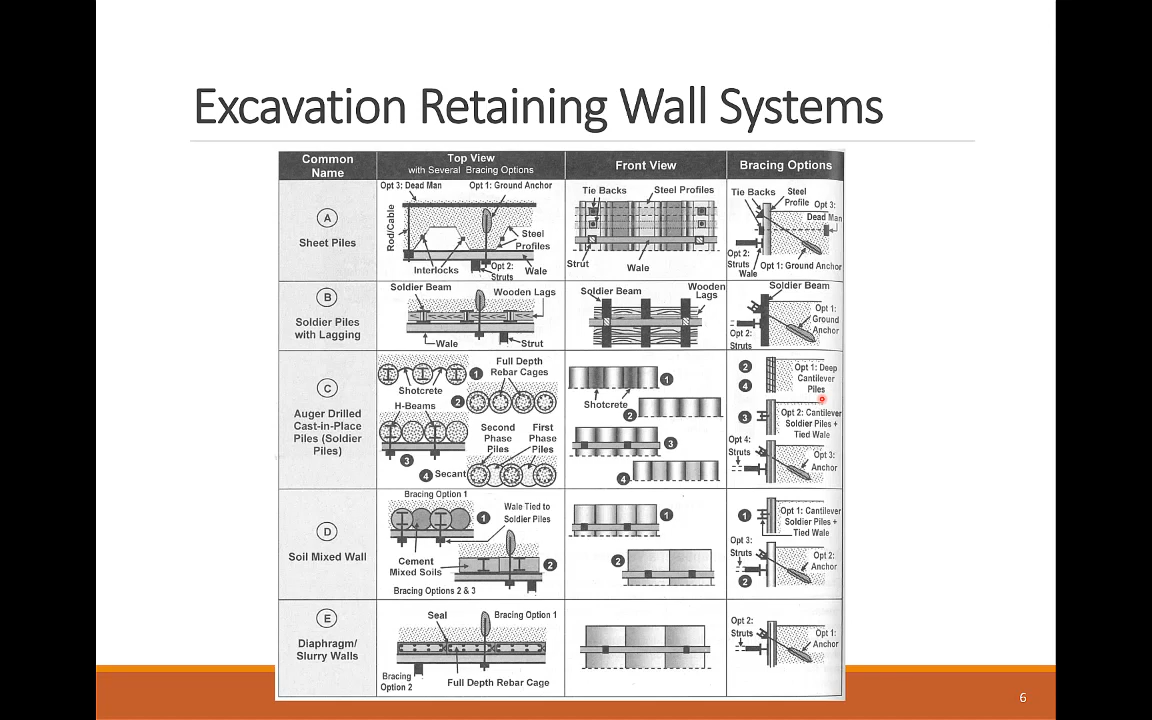 Excavation Retaining Wall Systems
Common
Name
Top View
with Several Bracing Options
Front View
Bracing Options
A
Sheet Piles
Opt 3: Dead Man
Opt 1: Ground Anchor
Rod/Cable
Steel
Profiles
Interlocks
Opt 2:
Struts
Wale
Tie Backs
Steel Profiles
Strut
Wale
Tie Backs
Steel
Profile
Opt 3:
Dead Man
Opt 2:
Struts
Wale
Opt 1: Ground Anchor
B
Soldier Piles
with Lagging
Soldier Beam
Wooden Lags
Wale
Strut
Soldier Beam
Wooden
Lags
Soldier Beam
Opt 1:
Ground
Anchor
Opt 2:
Struts
C
Auger Drilled
Cast-in-Place
Piles (Soldier
Piles)
1
Shotcrete
Full Depth
Rebar Cages
2
H-Beams
3
Second
Phase
Piles
First
Phase
Piles
4 Secant
1
Shotcrete
2
3
4
2
4
Opt 1: Deep
Cantilever
Piles
3
Opt 2: Cantilever
Soldier Piles +
Tied Wale
Opt 4:
Struts
Opt 3:
Anchor
D
Soil Mixed Wall
Bracing Option 1
1
Wale Tied to
Soldier Piles
Cement
Mixed Soils
2
Bracing Options 2 & 3
1
2
1
Opt 1: Cantilever
Soldier Piles +
Tied Wale
Opt 3:
Struts
2
Opt 2:
Anchor
E
Diaphragm/
Slurry Walls
Seal
Bracing Option 1
Bracing
Option 2
Full Depth Rebar Cage
Opt 2:
Struts
Opt 1:
Anchor
6